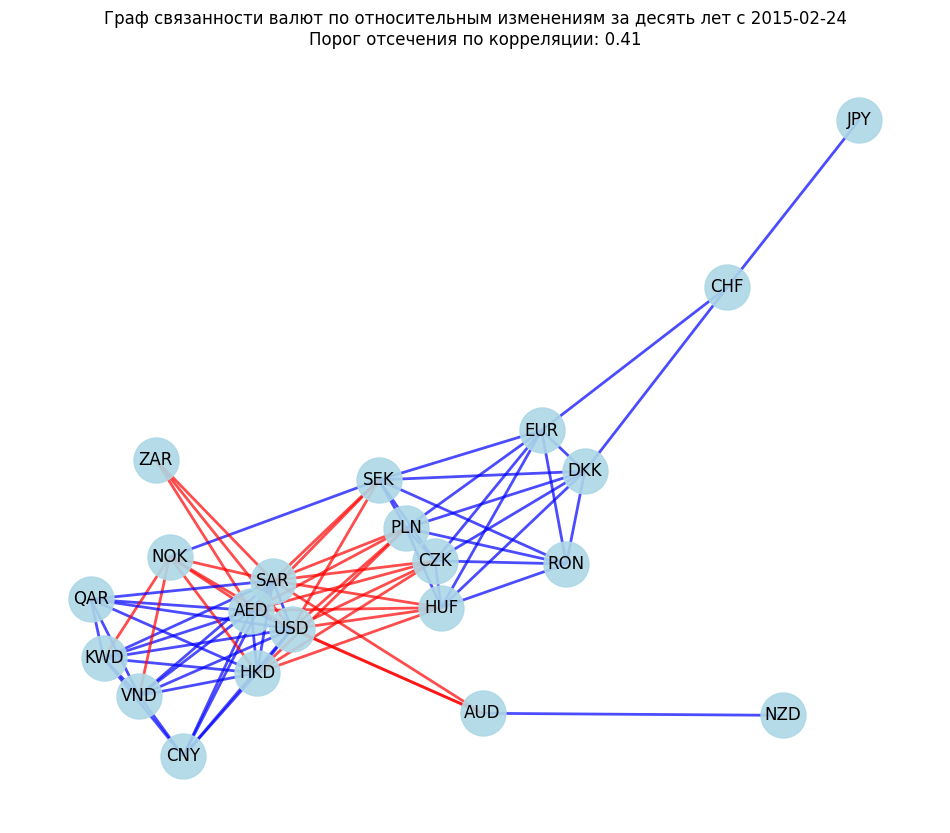 Граф связанности валют по относительным изменениям за десять лет с 2015-02-24
Порог отсечения по корреляции: 0.41
JPY
CHF
EUR
ZAR
DKK
SEK
PLN
NOK
CZK
RON
SAR
QAR
AED
HUF
USD
KWD
HKD
VND
AUD
NZD
CNY